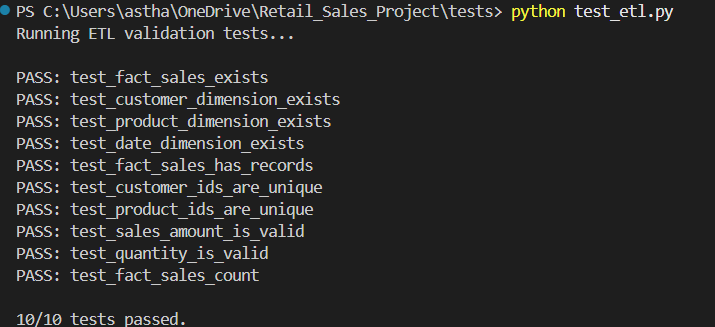 PS C:\Users\astha\OneDrive\Retail_Sales_Project\tests> python test_etl.py
Running ETL validation tests...
PASS: test_fact_sales_exists
PASS: test_customer_dimension_exists
PASS: test_product_dimension_exists
PASS: test_date_dimension_exists
PASS: test_fact_sales_has_records
PASS: test_customer_ids_are_unique
PASS: test_product_ids_are_unique
PASS: test_sales_amount_is_valid
PASS: test_quantity_is_valid
PASS: test_fact_sales_count
10/10 tests passed.